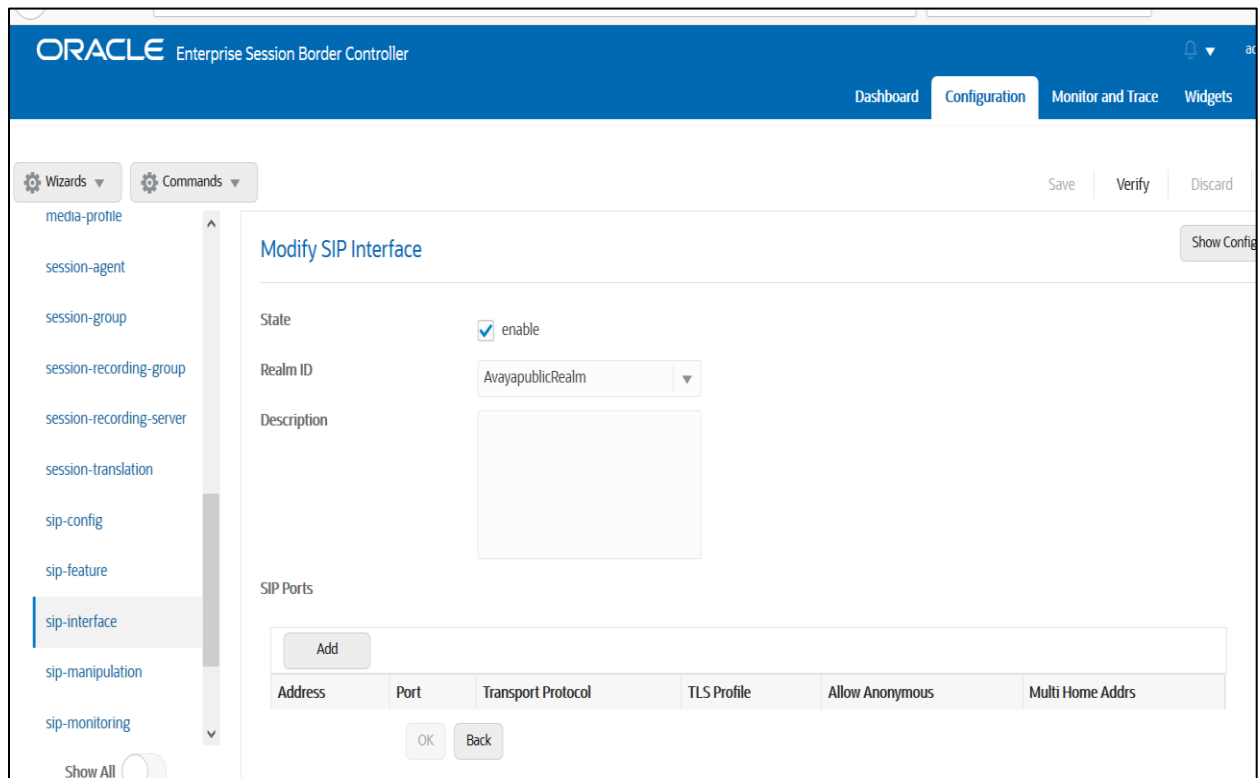 ORACLE Enterprise Session Border Controller
Dashboard Configuration Monitor and Trace Widgets
Wizards Commands
Save Verify Discard
media-profile
session-agent
session-group
session-recording-group
session-recording-server
session-translation
sip-config
sip-feature
sip-interface
sip-manipulation
sip-monitoring
Show All
Modify SIP Interface
Show Config
State
enable
Realm ID
AvayapublicRealm
Description
SIP Ports
Add
Address Port Transport Protocol TLS Profile Allow Anonymous Multi Home Addrs
OK Back